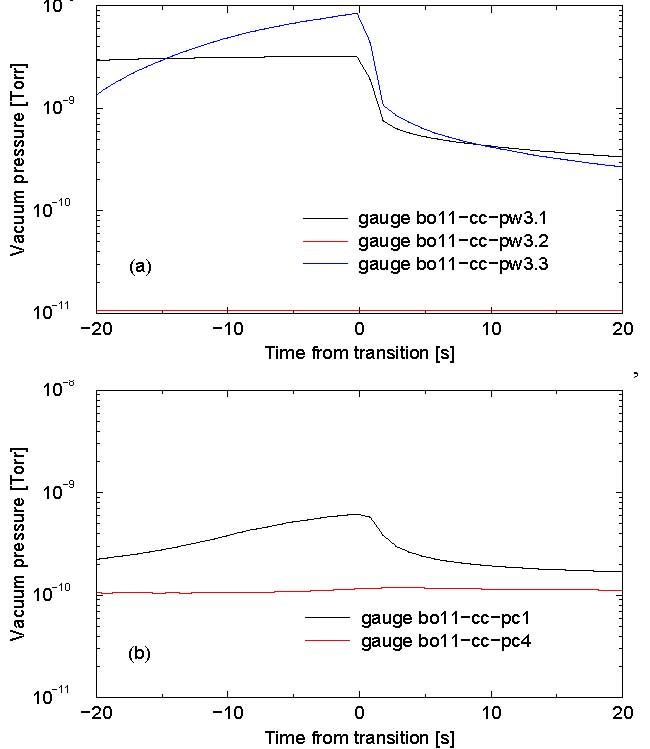 10⁻⁹
Vacuum pressure [Torr]
10⁻¹⁰
gauge bo11−cc−pw3.1
gauge bo11−cc−pw3.2
gauge bo11−cc−pw3.3
(a)
10⁻¹¹
−20 −10 0 10 20
Time from transition [s]
,
10⁻⁸
10⁻⁹
Vacuum pressure [Torr]
10⁻¹⁰
gauge bo11−cc−pc1
gauge bo11−cc−pc4
(b)
10⁻¹¹
−20 −10 0 10 20
Time from transition [s]